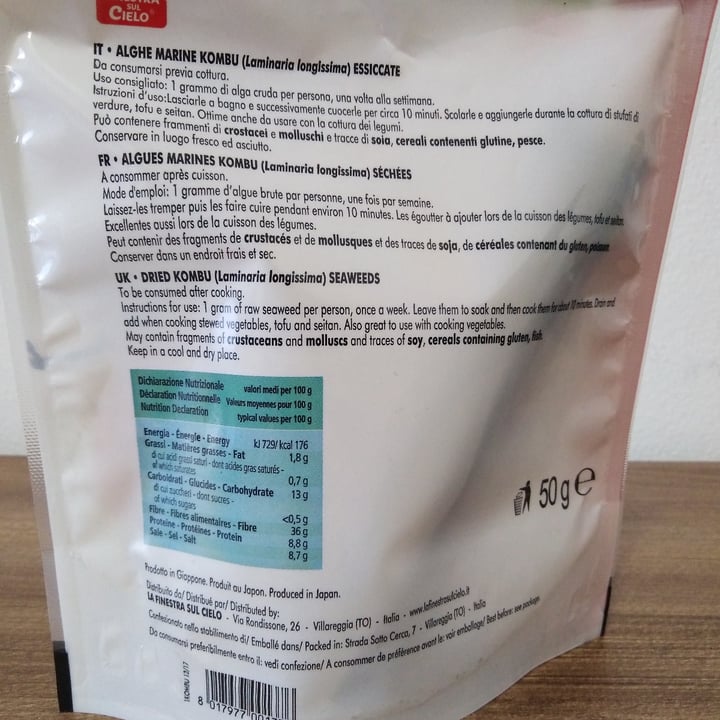 SUL
CIELO
IT • ALGHE MARINE KOMBU (Laminaria longissima) ESSICCATE
Da consumarsi previa cottura.
Uso consigliato: 1 grammo di alga cruda per persona, una volta alla settimana.
Istruzioni d'uso:Lasciarle a bagno e successivamente cuocerle per circa 10 minuti. Scolarle e aggiungerle durante la cottura di stufati di
verdure, tofu e seitan. Ottime anche da usare con la cottura dei legumi.
Può contenere frammenti di crostacei e molluschi e tracce di soia, cereali contenenti glutine, pesce.
Conservare in luogo fresco ed asciutto.
FR • ALGUES MARINES KOMBU (Laminaria longissima) SÉCHÉES
A consommer après cuisson.
Mode d'emploi: 1 gramme d'algue brute par personne, une fois par semaine.
Laissez-les tremper puis les faire cuire pendant environ 10 minutes. Les égoutter à ajouter lors de la cuisson des légumes, tofu et seitan.
Excellentes aussi lors de la cuisson des légumes.
Peut contenir des fragments de crustacés et de mollusques et des traces de soja, de céréales contenant du gluten, poisson
Conserver dans un endroit frais et sec.
UK • DRIED KOMBU (Laminaria longissima) SEAWEEDS
To be consumed after cooking.
Instructions for use: 1 gram of raw seaweed per person, once a week. Leave them to soak and then cook them for about 10 minutes. Drain and
add when cooking stewed vegetables, tofu and seitan. Also great to use with cooking vegetables.
May contain fragments of crustaceans and molluscs and traces of soy, cereals containing gluten, fish.
Keep in a cool and dry place.
Dichiarazione Nutrizionale valori medi per 100 g
Déclaration Nutritionnelle Valeurs moyennes pour 100 g
Nutrition Declaration typical values per 100 g
Energia - Énergie - Energy kJ 729/ kcal 176
Grassi - Matières grasses - Fat 1,8 g
di cui acidi grassi saturi - dont acides gras saturés -
of which saturates 0,7 g
Carboidrati - Glucides - Carbohydrate 13 g
di cui zuccheri - dont sucres -
of which sugars <0,5 g
Fibre - Fibres alimentaires - Fibre 36 g
Proteine - Protéines - Protein 8,8 g
Sale - Sel - Salt 8,7 g
50 g e
Prodotto in Giappone. Produit au Japon. Produced in Japan.
Distribuito da/ Distribué par/ Distributed by:
LA FINESTRA SUL CIELO - Via Rondissone, 26 - Villareggia (TO) - Italia - www.lafinestrasulcielo.it
Confezionato nello stabilimento di/ Emballé dans/ Packed in: Strada Sotto Cerca, 7 - Villareggia (TO) - Italia
Da consumarsi preferibilmente entro il: vedi confezione/ A consommer de préférence avant le: voir emballage/ Best before: see package.
1KOMBU 12/17
8 017977 001